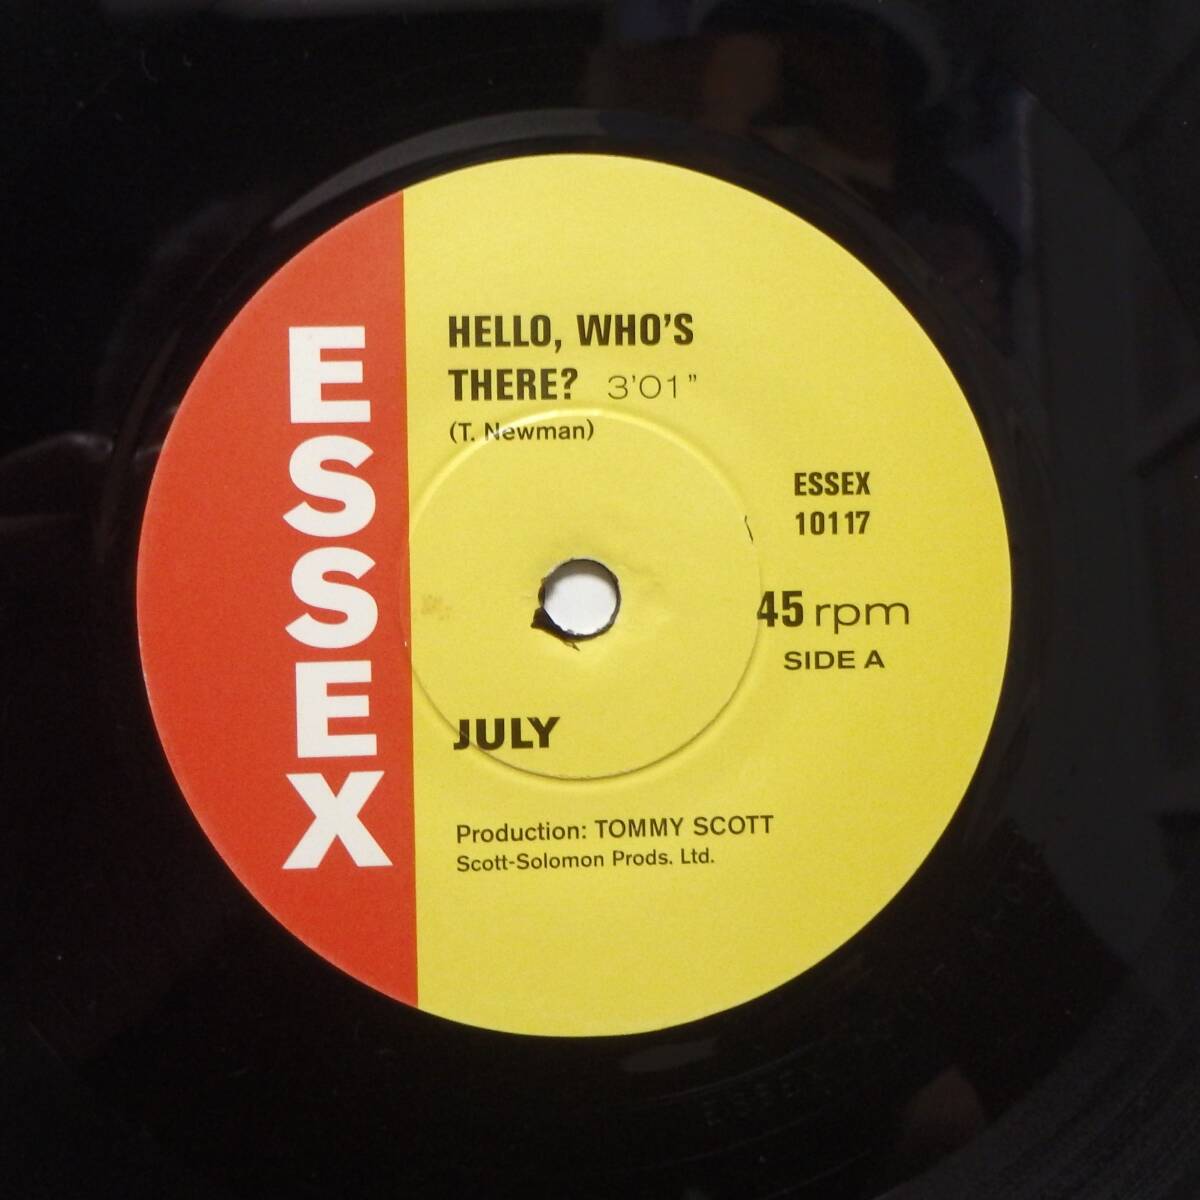 ESSEX
HELLO, WHO'S
THERE? 3'01"
(T. Newman)
ESSEX
10117
45 rpm
SIDE A
JULY
Production: TOMMY SCOTT
Scott-Solomon Prods. Ltd.
ESSEX